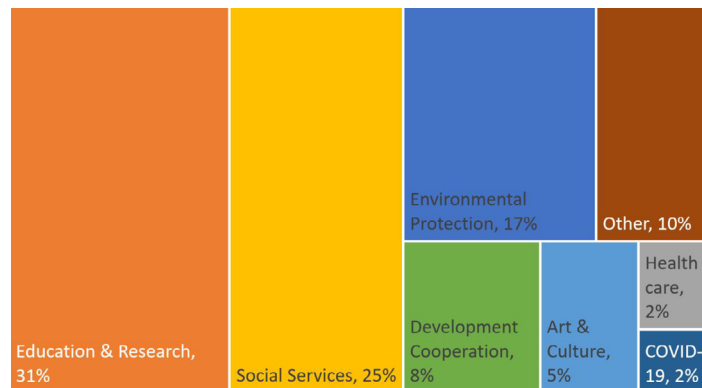 Education & Research,
31%
Social Services, 25%
Environmental
Protection, 17%
Other, 10%
Development
Cooperation,
8%
Art &
Culture,
5%
Health
care,
2%
COVID-
19, 2%